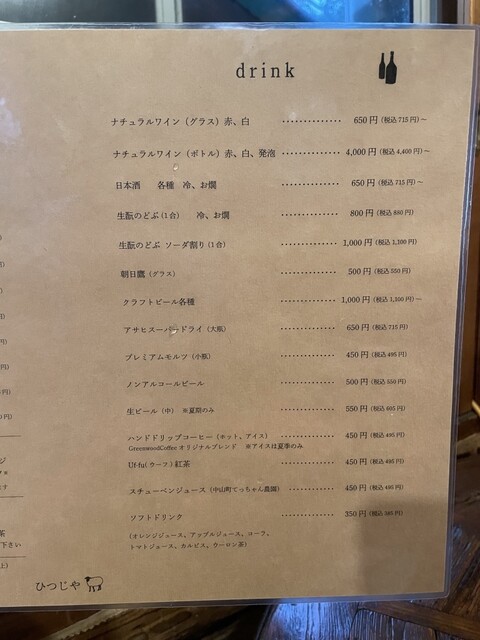 drink
ナチュラルワイン（グラス）赤、白 ･･････････････ 650円（税込715円）～
ナチュラルワイン（ボトル）赤、白、発泡 ･･････････ 4,000円（税込4,400円）～
日本酒　各種　冷、お燗 ･･････････････ 650円（税込715円）～
生酛のどぶ（1合）　冷、お燗 ･･････････････ 800円（税込880円）
生酛のどぶ ソーダ割り（1合） ････････････ 1,000円（税込1,100円）
朝日鷹（グラス） ･･････････････ 500円（税込550円）
クラフトビール各種 ････････････ 1,000円（税込1,100円）～
アサヒスーパードライ（大瓶） ･･････････････ 650円（税込715円）
プレミアムモルツ（小瓶） ･･････････････ 450円（税込495円）
ノンアルコールビール ･･････････････ 500円（税込550円）
生ビール（中）　※夏期のみ ･･････････････ 550円（税込605円）
ハンドドリップコーヒー（ホット、アイス） ･････････････ 450円（税込495円）
GreenwoodCoffee オリジナルブレンド　※アイスは夏季のみ
Uf-fu（ウーフ）紅茶 ･････････････ 450円（税込495円）
スチューベンジュース（中山町てっちゃん農園） ･･････････････ 450円（税込495円）
ソフトドリンク ･････････････ 350円（税込385円）
（オレンジジュース、アップルジュース、コーラ、
トマトジュース、カルピス、ウーロン茶）
ひつじや